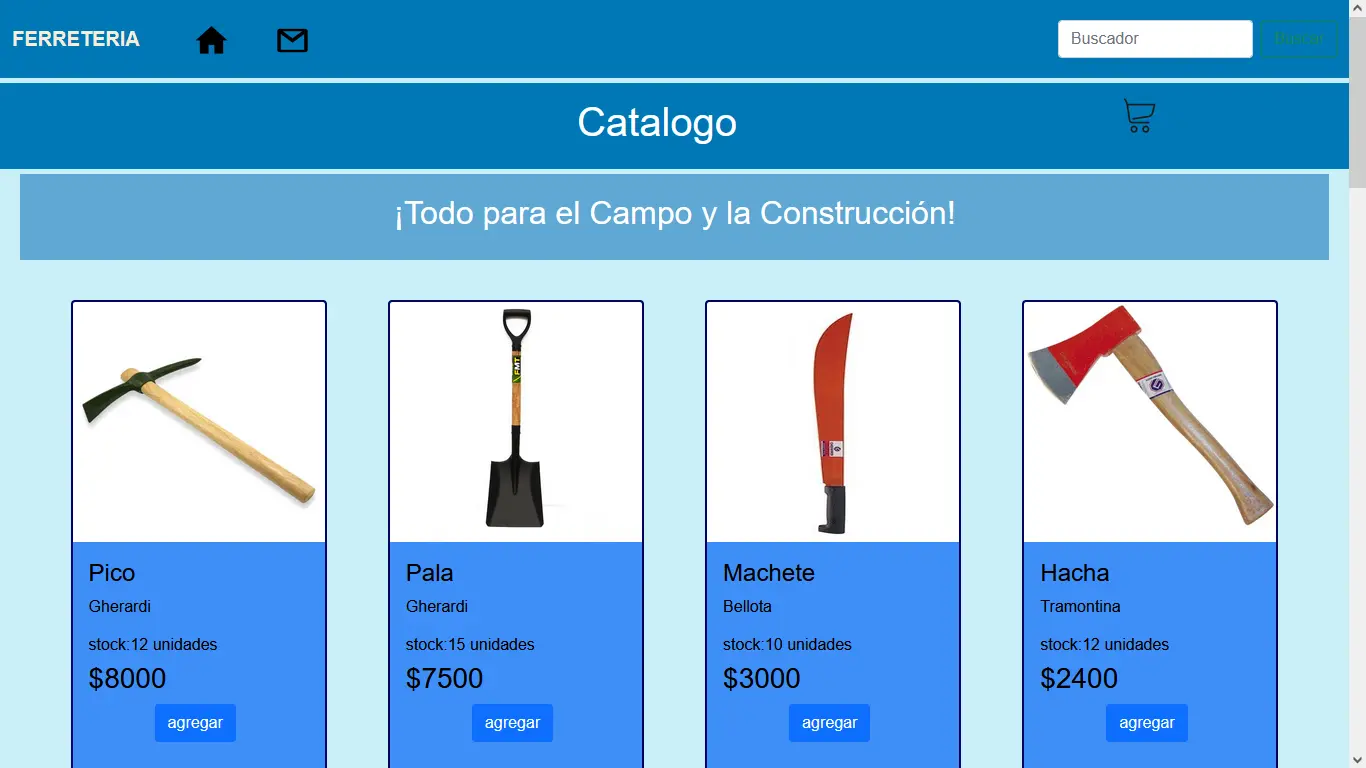 FERRETERIA
Buscador
Buscar
Catalogo
¡Todo para el Campo y la Construcción!
FMT
Pico
Gherardi
stock:12 unidades
$8000
agregar
Pala
Gherardi
stock:15 unidades
$7500
agregar
Machete
Bellota
stock:10 unidades
$3000
agregar
Hacha
Tramontina
stock:12 unidades
$2400
agregar